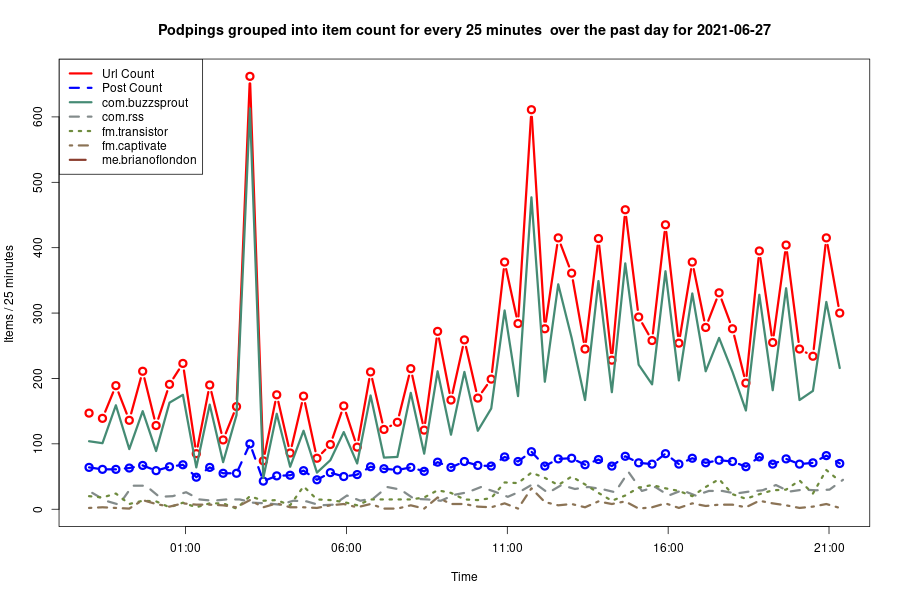 Podpings grouped into item count for every 25 minutes  over the past day for 2021-06-27
Url Count
Post Count
com.buzzsprout
com.rss
fm.transistor
fm.captivate
me.brianoflondon
Items / 25 minutes
600
500
400
300
200
100
0
01:00 06:00 11:00 16:00 21:00
Time